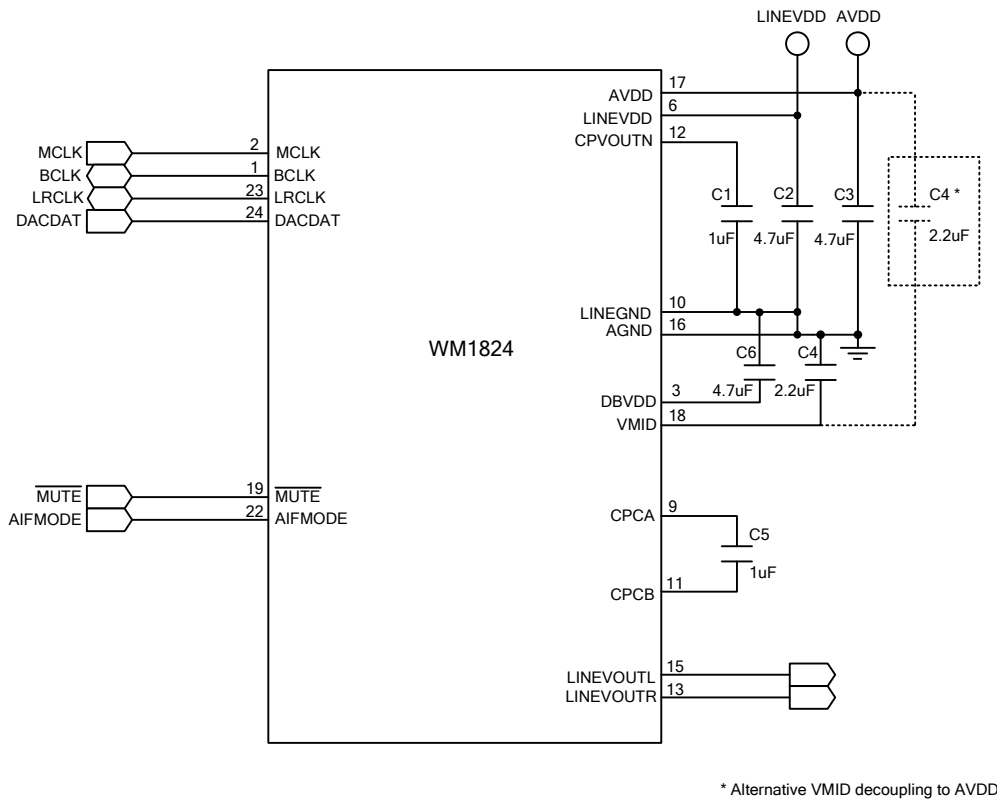 LINEVDD AVDD
17
AVDD
6
LINEVDD
12
CPVOUTN
MCLK 2 MCLK
BCLK 1 BCLK
LRCLK 23 LRCLK
DACDAT 24 DACDAT
C1 C2 C3 C4 *
1uF 4.7uF 4.7uF 2.2uF
10
LINEGND
16
AGND
WM1824
C6 C4
4.7uF 2.2uF
3
DBVDD
18
VMID
MUTE 19 MUTE
AIFMODE 22 AIFMODE
9
CPCA
C5
1uF
11
CPCB
15
LINEVOUTL
13
LINEVOUTR
* Alternative VMID decoupling to AVDD